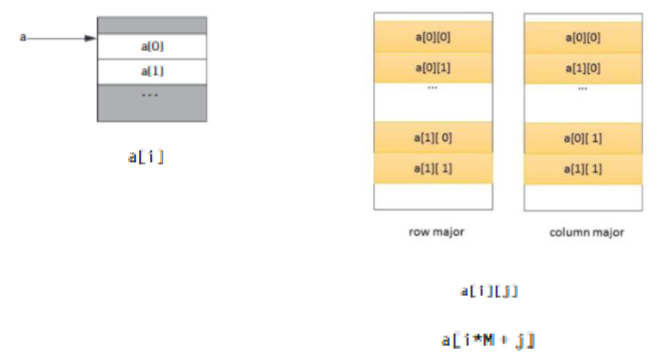 a
a[0]
a[1]
...
a[i]
a[0][0]
a[0][1]
...
a[1][ 0]
a[1][ 1]
row major
a[0][0]
a[1][0]
...
a[0][ 1]
a[1][ 1]
column major
a[i][j]
a[i*M + j]